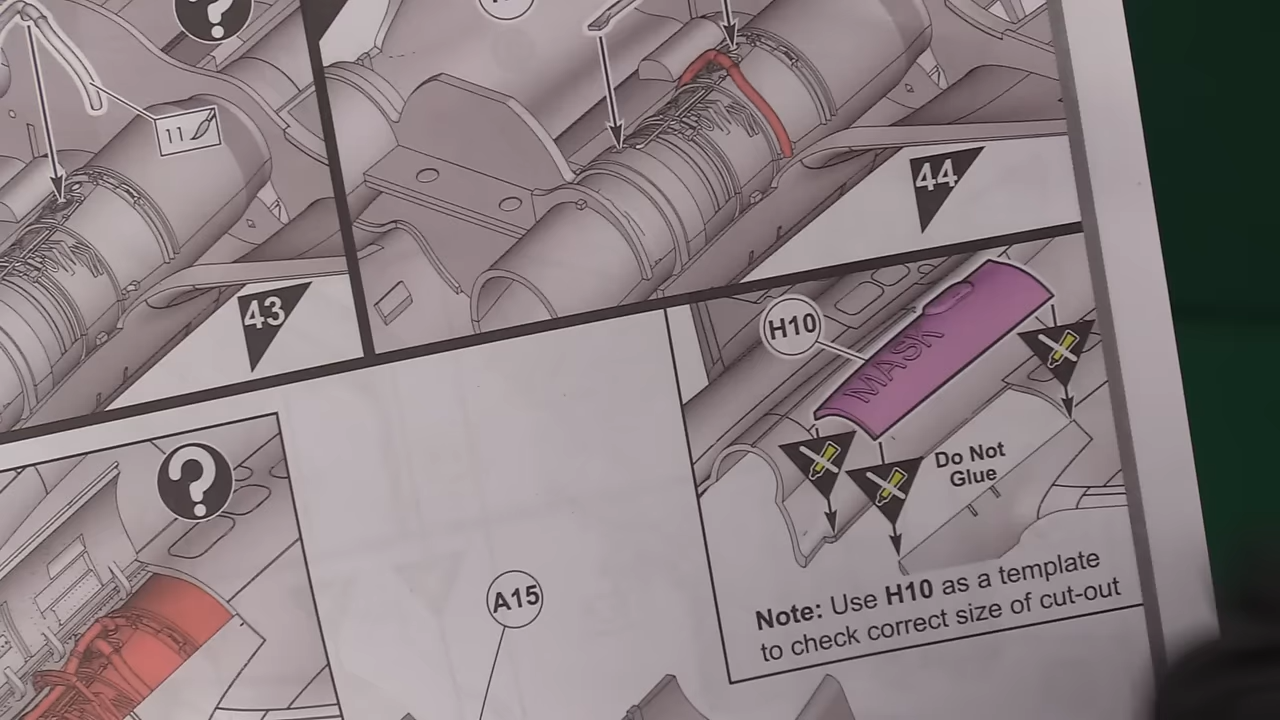 11
43
44
H10
MASK
Do Not
Glue
A15
Note: Use H10 as a template
to check correct size of cut-out